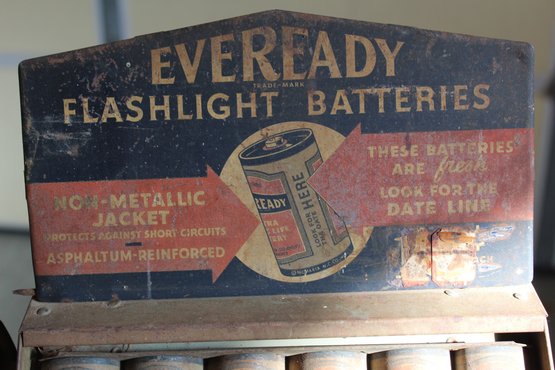 EVEREADY
TRADE-MARK
FLASHLIGHT BATTERIES
NON-METALLIC
JACKET
PROTECTS AGAINST SHORT CIRCUITS
ASPHALTUM-REINFORCED
THESE BATTERIES
ARE fresh
LOOK FOR THE
DATE LINE
READY
LOOK FOR
THE DATE
HERE